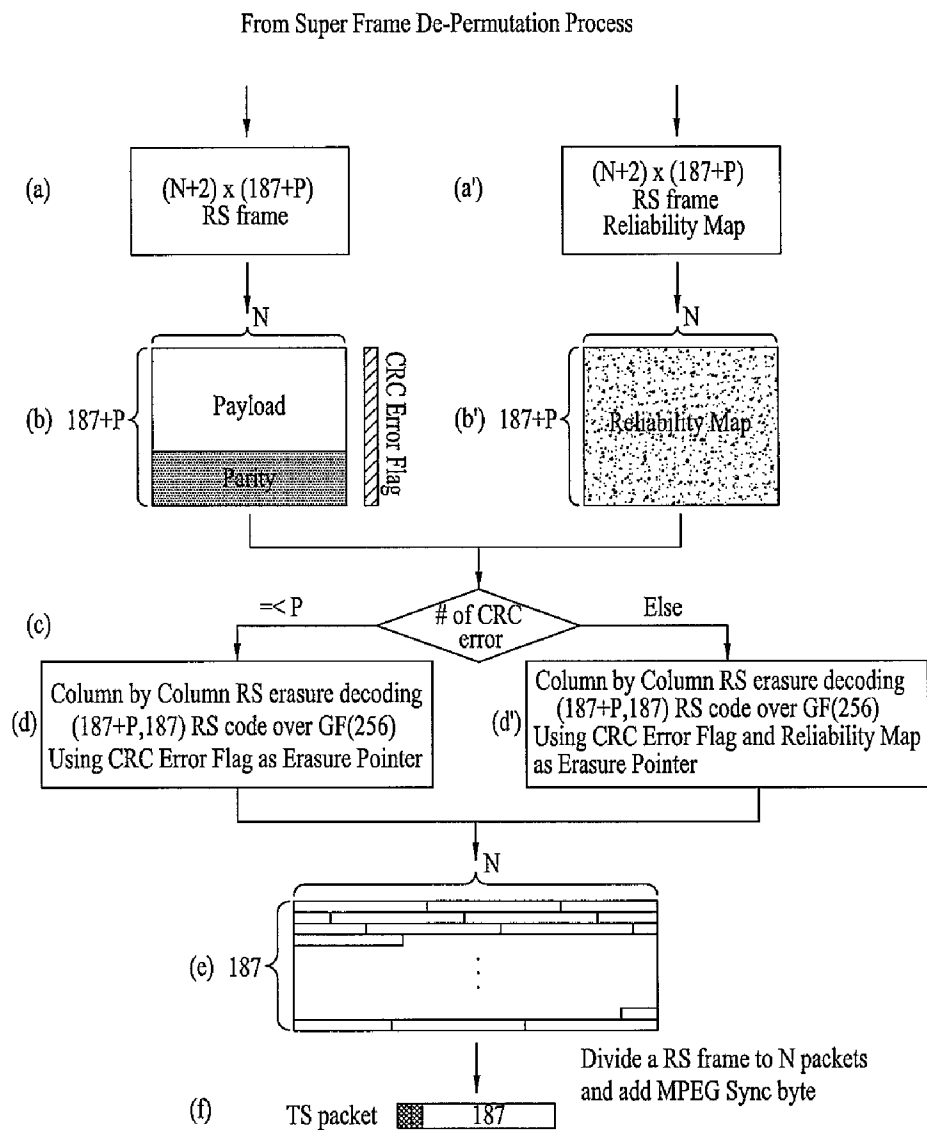 From Super Frame De-Permutation Process
(a)
(N+2) x (187+P)
RS frame
(a')
(N+2) x (187+P)
RS frame
Reliability Map
N
N
(b)
187+P
Payload
Parity
CRC Error Flag
(b')
187+P
Reliability Map
(c)
=< P
# of CRC
error
Else
(d)
Column by Column RS erasure decoding
(187+P,187) RS code over GF(256)
Using CRC Error Flag as Erasure Pointer
(d')
Column by Column RS erasure decoding
(187+P,187) RS code over GF(256)
Using CRC Error Flag and Reliability Map
as Erasure Pointer
N
(e)
187
Divide a RS frame to N packets
and add MPEG Sync byte
(f)
TS packet
187